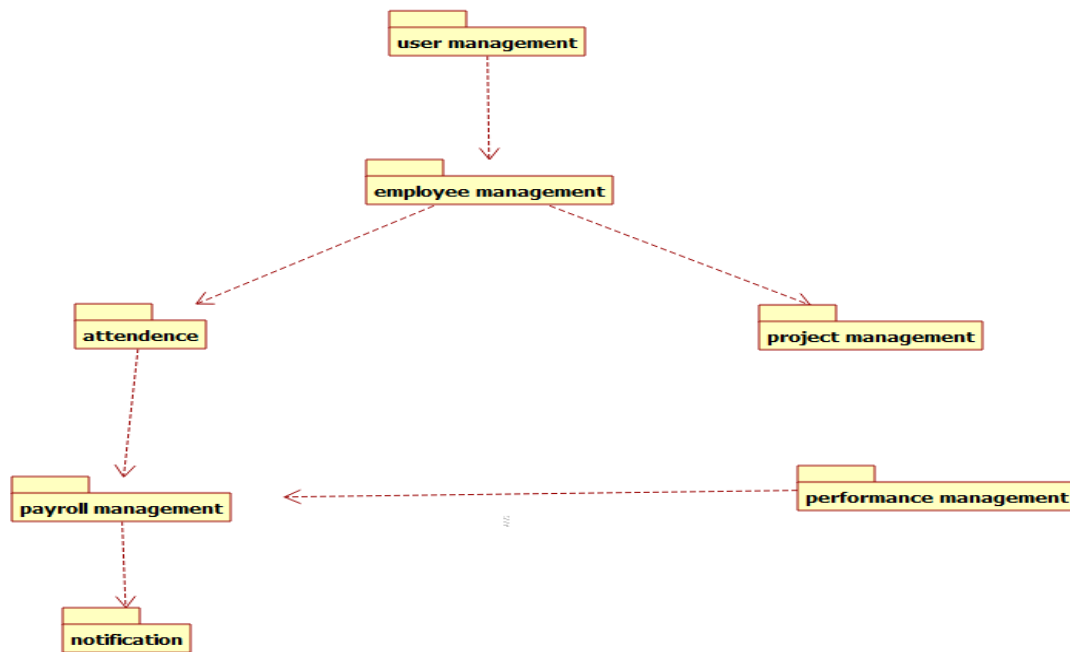 user management
employee management
attendence
project management
payroll management
performance management
notification